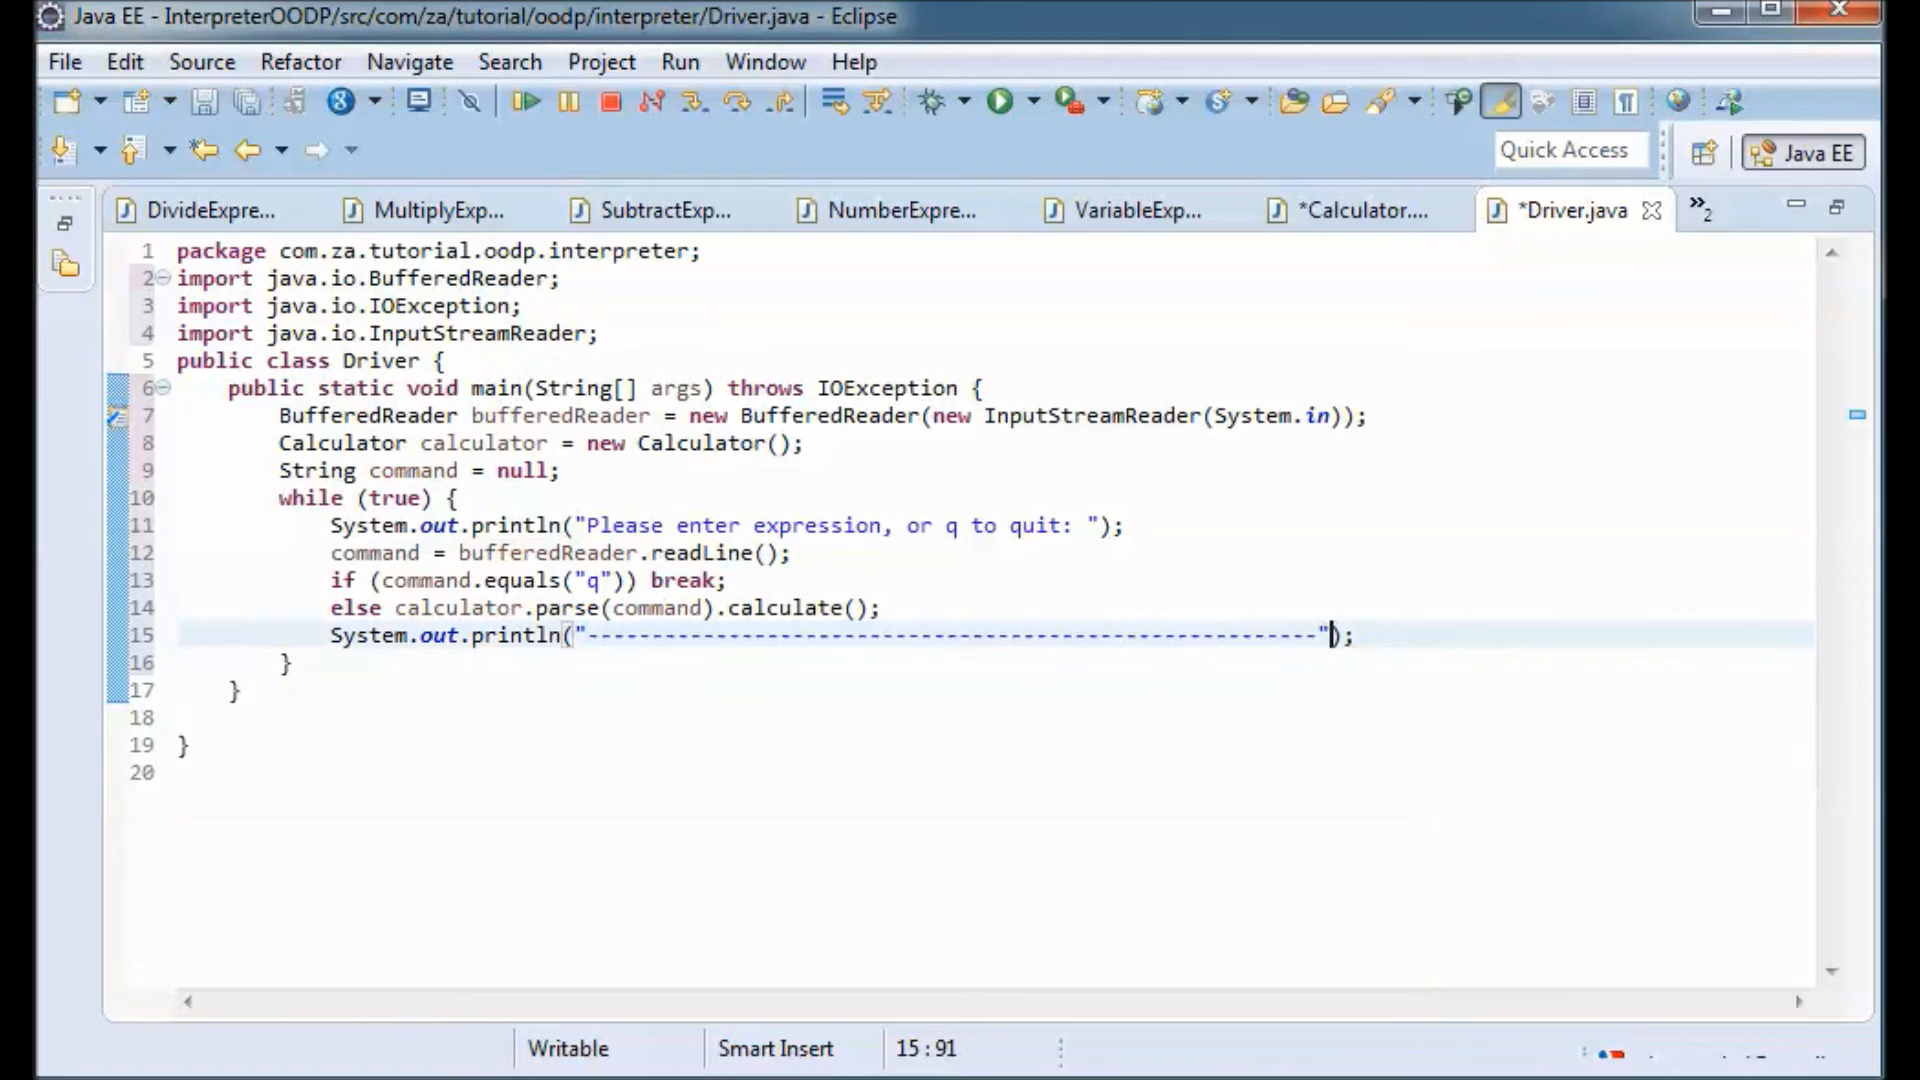 Java EE - InterpreterOODP/src/com/za/tutorial/oodp/interpreter/Driver.java - Eclipse
File Edit Source Refactor Navigate Search Project Run Window Help
Quick Access Java EE
DivideExpre... MultiplyExp... SubtractExp... NumberExpre... VariableExp... *Calculator.... *Driver.java »2
1 package com.za.tutorial.oodp.interpreter;
2 import java.io.BufferedReader;
3 import java.io.IOException;
4 import java.io.InputStreamReader;
5 public class Driver {
6     public static void main(String[] args) throws IOException {
7         BufferedReader bufferedReader = new BufferedReader(new InputStreamReader(System.in));
8         Calculator calculator = new Calculator();
9         String command = null;
10         while (true) {
11             System.out.println("Please enter expression, or q to quit: ");
12             command = bufferedReader.readLine();
13             if (command.equals("q")) break;
14             else calculator.parse(command).calculate();
15             System.out.println("---------------------------------------------------------");
16         }
17     }
18
19 }
20
Writable Smart Insert 15 : 91